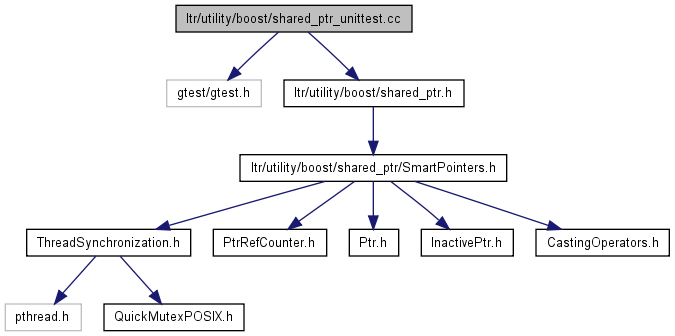 ltr/utility/boost/shared_ptr_unittest.cc
gtest/gtest.h
ltr/utility/boost/shared_ptr.h
ltr/utility/boost/shared_ptr/SmartPointers.h
ThreadSynchronization.h
PtrRefCounter.h
Ptr.h
InactivePtr.h
CastingOperators.h
pthread.h
QuickMutexPOSIX.h